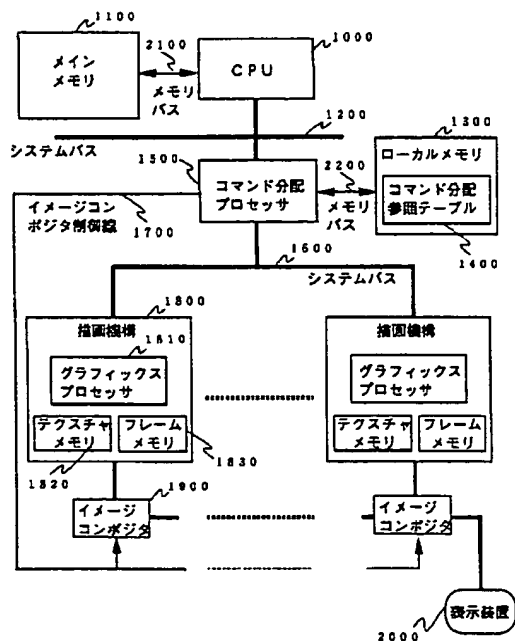 1100
メイン
メモリ
2100
メモリ
バス
1000
CPU
1200
システムバス
1500
コマンド分配
プロセッサ
2200
メモリ
バス
1300
ローカルメモリ
コマンド分配
参照テーブル
1400
イメージコン
ポジタ制御線
1700
1600
システムバス
1800
描画機構
1810
グラフィックス
プロセッサ
テクスチャ
メモリ
フレーム
メモリ
1820
1830
描画機構
グラフィックス
プロセッサ
テクスチャ
メモリ
フレーム
メモリ
1900
イメージ
コンポジタ
イメージ
コンポジタ
表示装置
2000